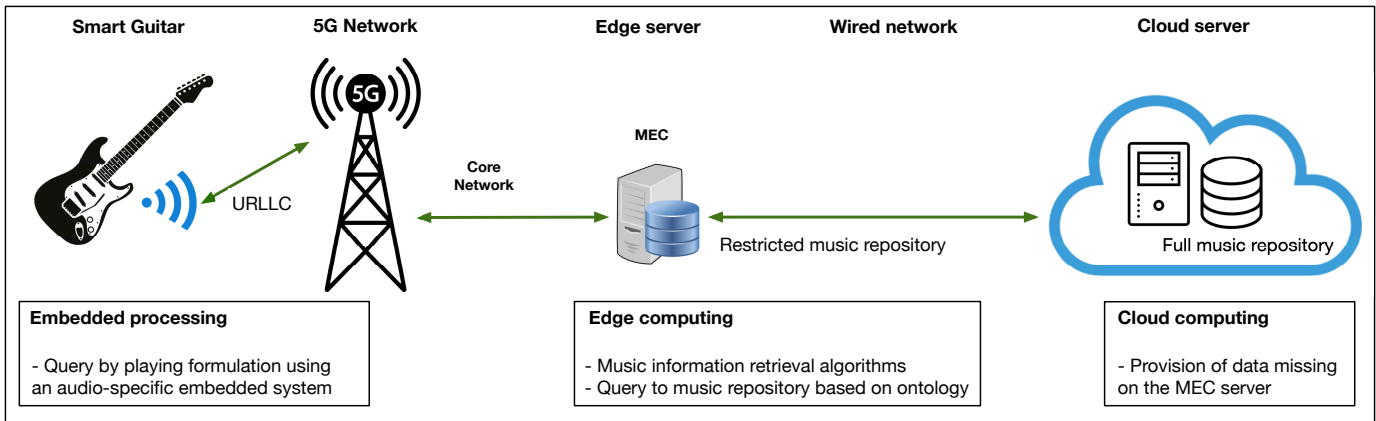 Smart Guitar
5G Network
Edge server
Wired network
Cloud server
5G
MEC
Core
Network
URLLC
Restricted music repository
Full music repository
Embedded processing
- Query by playing formulation using
an audio-specific embedded system
Edge computing
- Music information retrieval algorithms
- Query to music repository based on ontology
Cloud computing
- Provision of data missing
on the MEC server